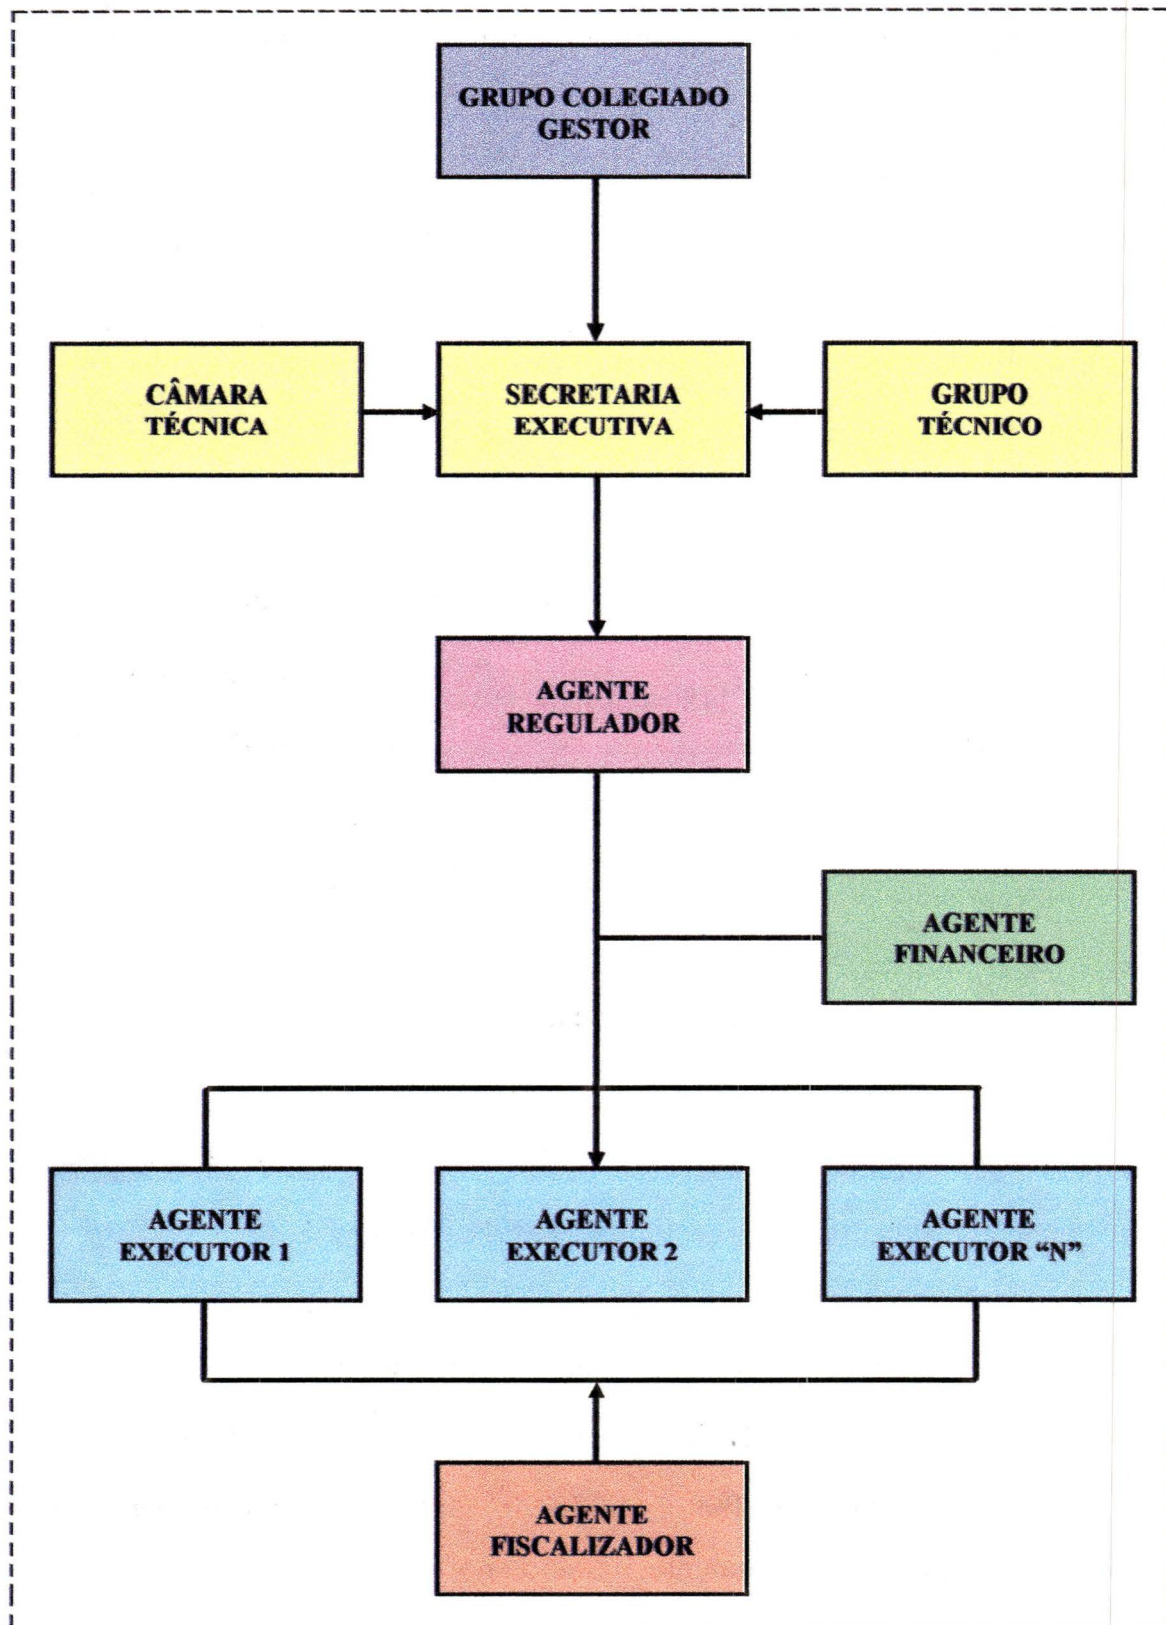 GRUPO COLEGIADO
GESTOR
CÂMARA
TÉCNICA
SECRETARIA
EXECUTIVA
GRUPO
TÉCNICO
AGENTE
REGULADOR
AGENTE
FINANCEIRO
AGENTE
EXECUTOR 1
AGENTE
EXECUTOR 2
AGENTE
EXECUTOR “N”
AGENTE
FISCALIZADOR